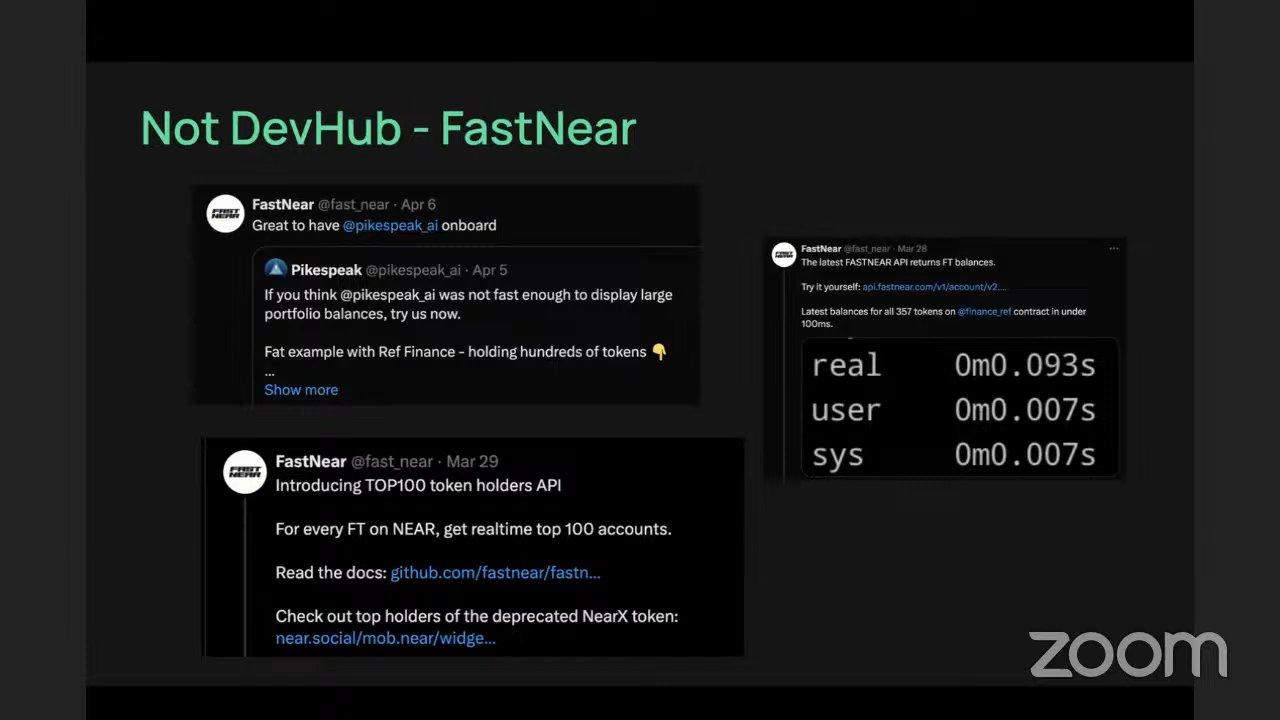 Not DevHub - FastNear
FAST NEAR
FastNear @fast_near · Apr 6
Great to have @pikespeak_ai onboard
Pikespeak @pikespeak_ai · Apr 5
If you think @pikespeak_ai was not fast enough to display large
portfolio balances, try us now.
Fat example with Ref Finance - holding hundreds of tokens 👇
...
Show more
FAST NEAR
FastNear @fast_near · Mar 28
The latest FASTNEAR API returns FT balances.
Try it yourself: api.fastnear.com/v1/account/v2....
Latest balances for all 357 tokens on @finance_ref contract in under
100ms.
real 0m0.093s
user 0m0.007s
sys 0m0.007s
FAST NEAR
FastNear @fast_near · Mar 29
Introducing TOP100 token holders API
For every FT on NEAR, get realtime top 100 accounts.
Read the docs: github.com/fastnear/fastn...
Check out top holders of the deprecated NearX token:
near.social/mob.near/widge...
zoom